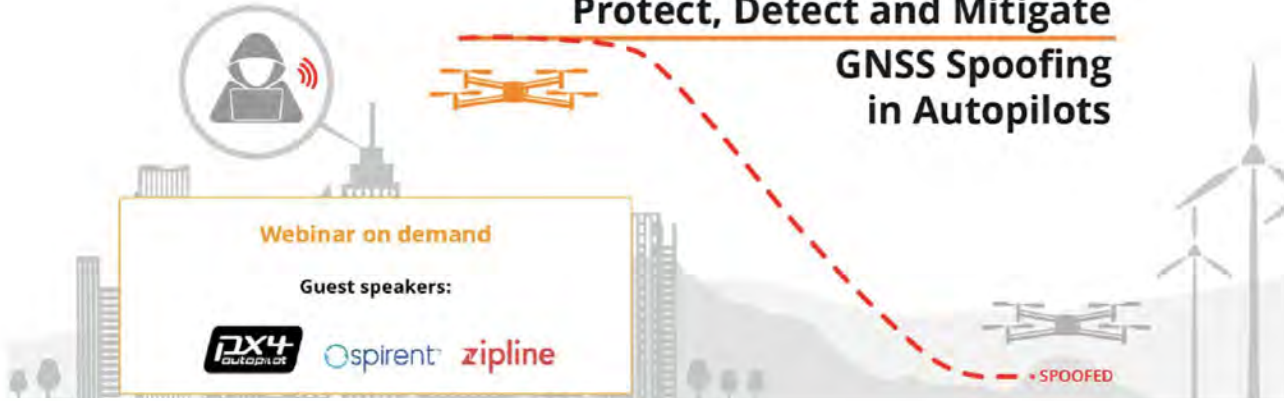 Protect, Detect and Mitigate
GNSS Spoofing
in Autopilots
Webinar on demand
Guest speakers:
px4
autopilot
spirent
zipline
SPOOFED